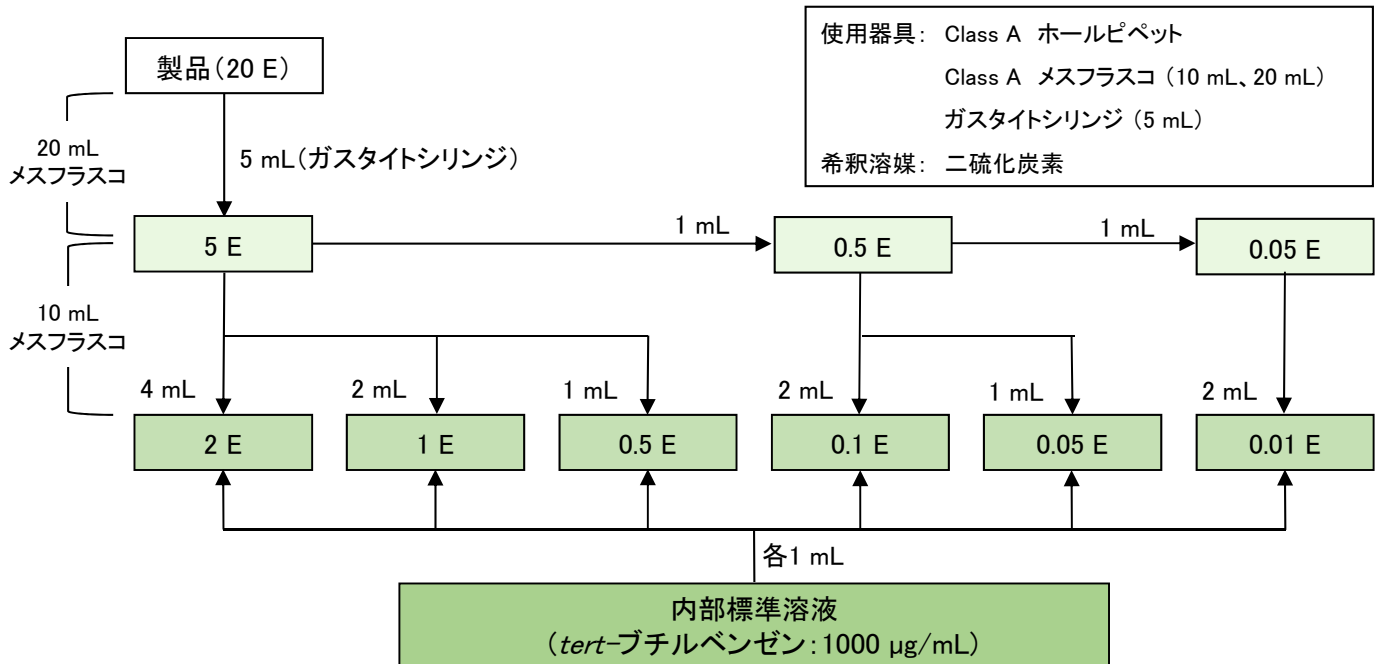 使用器具： Class A ホールピペット
Class A メスフラスコ （10 mL、20 mL）
ガスタイトシリンジ （5 mL）
希釈溶媒： 二硫化炭素
製品（20 E）
20 mL
メスフラスコ
5 mL（ガスタイトシリンジ）
5 E
1 mL
0.5 E
1 mL
0.05 E
10 mL
メスフラスコ
4 mL
2 mL
1 mL
2 mL
1 mL
2 mL
2 E
1 E
0.5 E
0.1 E
0.05 E
0.01 E
各1 mL
内部標準溶液
（tert-ブチルベンゼン：1000 µg/mL）